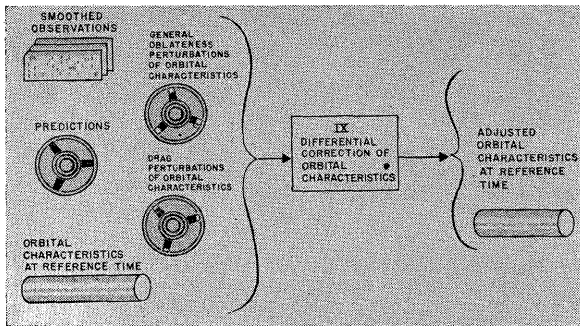 SMOOTHED
OBSERVATIONS
PREDICTIONS
ORBITAL
CHARACTERISTICS
AT REFERENCE TIME
GENERAL
OBLATENESS
PERTURBATIONS
OF ORBITAL
CHARACTERISTICS
DRAG
PERTURBATIONS
OF ORBITAL
CHARACTERISTICS
IX
DIFFERENTIAL
CORRECTION OF
ORBITAL
CHARACTERISTICS
ADJUSTED
ORBITAL
CHARACTERISTICS
AT REFERENCE
TIME